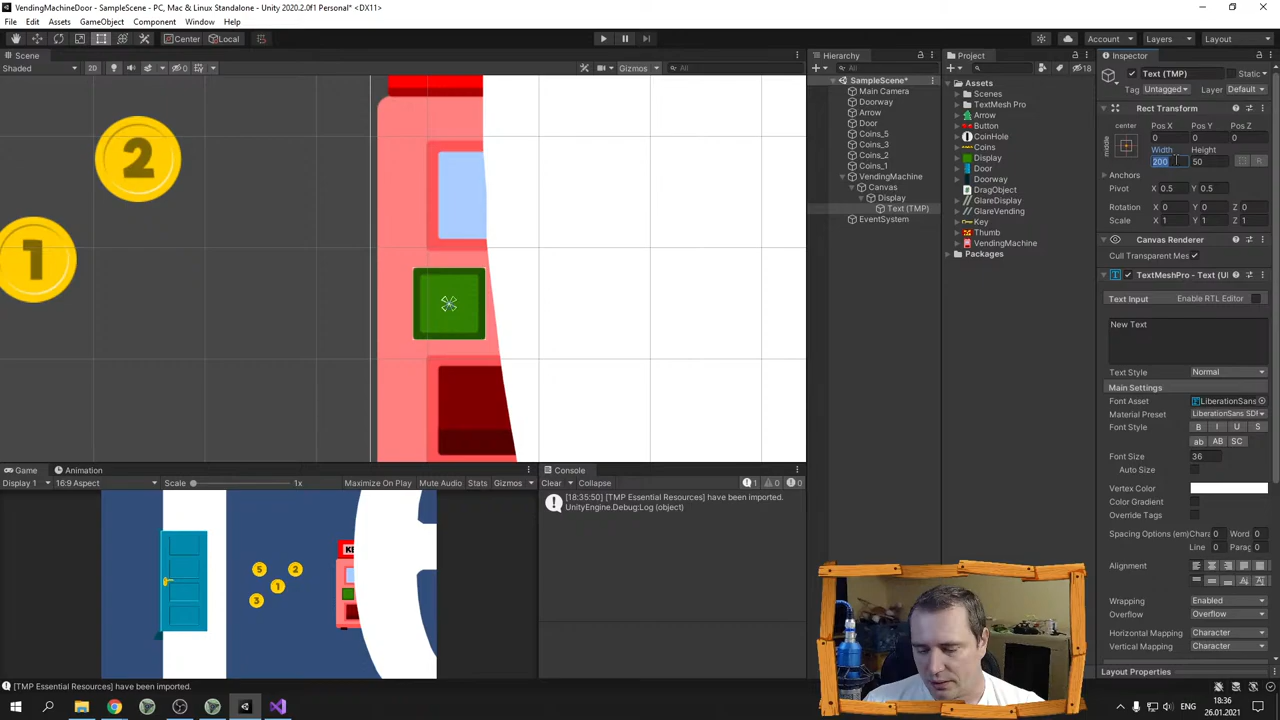 VendingMachineDoor - SampleScene - PC, Mac & Linux Standalone - Unity 2020.2.0f1 Personal* <DX11>
File Edit Assets GameObject Component Window Help
Center Local Account Layers Layout
Scene Hierarchy Project Inspector
Shaded 2D 0 Gizmos All All 18
SampleScene*
Main Camera
Doorway
Arrow
Door
Coins_5
Coins_3
Coins_2
Coins_1
VendingMachine
Canvas
Display
Text (TMP)
EventSystem
Assets
Scenes
TextMesh Pro
Arrow
Button
CoinHole
Coins
Display
Door
Doorway
DragObject
GlareDisplay
GlareVending
Key
Thumb
VendingMachine
Packages
Text (TMP) Static
Tag Untagged Layer Default
Rect Transform
center Pos X Pos Y Pos Z
middle 0 0 0
Width Height
200 50 R
Anchors
Pivot X 0.5 Y 0.5
Rotation X 0 Y 0 Z 0
Scale X 1 Y 1 Z 1
Canvas Renderer
Cull Transparent Mes
TextMeshPro - Text (UI
Text Input Enable RTL Editor
New Text
Text Style Normal
Main Settings
Font Asset LiberationSans
Material Preset LiberationSans SDF
Font Style B I U S
ab AB SC
Font Size 36
Auto Size
Vertex Color
Color Gradient
Override Tags
Spacing Options (em) Chara 0 Word 0
Line 0 Parag 0
Alignment
Wrapping Enabled
Overflow Overflow
Horizontal Mapping Character
Vertical Mapping Character
Layout Properties
2
1
Game Animation
Display 1 16:9 Aspect Scale 1x Maximize On Play Mute Audio Stats Gizmos
5 2
1
3
KE
Console
Clear Collapse 1 0 0
[18:35:50] [TMP Essential Resources] have been imported.
UnityEngine.Debug:Log (object)
[TMP Essential Resources] have been imported.
ENG 18:36
26.01.2021